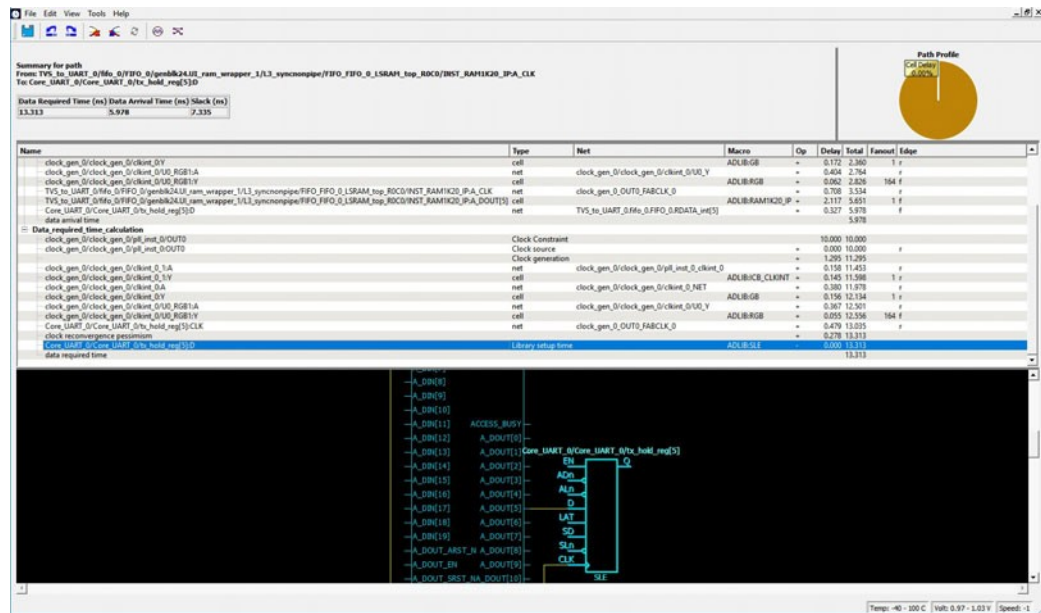 File Edit View Tools Help
Summary for path
From: TVS_to_UART_0/fifo_0/FIFO_0/genblk24.UI_ram_wrapper_1/L3_syncnonpipe/FIFO_FIFO_0_LSRAM_top_R0C0/INST_RAM1K20_IP:A_CLK
To: Core_UART_0/Core_UART_0/tx_hold_reg[5]:D
Data Required Time (ns) Data Arrival Time (ns) Slack (ns)
13.313 5.978 7.335
Path Profile
Cell Delay
0.00%
Name Type Net Macro Op Delay Total Fanout Edge
clock_gen_0/clock_gen_0/clkint_0:Y cell ADLIB:GB + 0.172 2.360 1 r
clock_gen_0/clock_gen_0/clkint_0/U0_RGB1:A net clock_gen_0/clock_gen_0/clkint_0/U0_Y + 0.404 2.764 r
clock_gen_0/clock_gen_0/clkint_0/U0_RGB1:Y cell ADLIB:RGB + 0.062 2.826 164 f
TVS_to_UART_0/fifo_0/FIFO_0/genblk24.UI_ram_wrapper_1/L3_syncnonpipe/FIFO_FIFO_0_LSRAM_top_R0C0/INST_RAM1K20_IP:A_CLK net clock_gen_0_OUT0_FABCLK_0 + 0.708 3.534 r
TVS_to_UART_0/fifo_0/FIFO_0/genblk24.UI_ram_wrapper_1/L3_syncnonpipe/FIFO_FIFO_0_LSRAM_top_R0C0/INST_RAM1K20_IP:A_DOUT[5] cell ADLIB:RAM1K20_IP + 2.117 5.651 1 f
Core_UART_0/Core_UART_0/tx_hold_reg[5]:D net TVS_to_UART_0.fifo_0.FIFO_0.RDATA_int[5] + 0.327 5.978 f
data arrival time 5.978
Data_required_time_calculation
clock_gen_0/clock_gen_0/pll_inst_0/OUT0 Clock Constraint 10.000 10.000
clock_gen_0/clock_gen_0/pll_inst_0:OUT0 Clock source + 0.000 10.000 r
Clock generation + 1.295 11.295
clock_gen_0/clock_gen_0/clkint_0_1:A net clock_gen_0/clock_gen_0/pll_inst_0_clkint_0 + 0.158 11.453 r
clock_gen_0/clock_gen_0/clkint_0_1:Y cell ADLIB:ICB_CLKINT + 0.145 11.598 1 r
clock_gen_0/clock_gen_0/clkint_0:A net clock_gen_0/clock_gen_0/clkint_0_NET + 0.380 11.978 r
clock_gen_0/clock_gen_0/clkint_0:Y cell ADLIB:GB + 0.156 12.134 1 r
clock_gen_0/clock_gen_0/clkint_0/U0_RGB1:A net clock_gen_0/clock_gen_0/clkint_0/U0_Y + 0.367 12.501 r
clock_gen_0/clock_gen_0/clkint_0/U0_RGB1:Y cell ADLIB:RGB + 0.055 12.556 164 f
Core_UART_0/Core_UART_0/tx_hold_reg[5]:CLK net clock_gen_0_OUT0_FABCLK_0 + 0.479 13.035 r
clock reconvergence pessimism + 0.278 13.313
Core_UART_0/Core_UART_0/tx_hold_reg[5]:D Library setup time ADLIB:SLE - 0.000 13.313
data required time 13.313
A_DIN[8]
A_DIN[9]
A_DIN[10]
A_DIN[11] ACCESS_BUSY
A_DIN[12] A_DOUT[0]
A_DIN[13] A_DOUT[1] Core_UART_0/Core_UART_0/tx_hold_reg[5]
A_DIN[14] A_DOUT[2] EN Q
A_DIN[15] A_DOUT[3] ADn
A_DIN[16] A_DOUT[4] ALn
A_DIN[17] A_DOUT[5] D
A_DIN[18] A_DOUT[6] LAT
A_DIN[19] A_DOUT[7] SD
A_DOUT_ARST_N A_DOUT[8] SLn
A_DOUT_EN A_DOUT[9] CLK
A_DOUT_SRST_N A_DOUT[10] SLE
Temp: -40 - 100 C Volt: 0.97 - 1.03 V Speed: -1